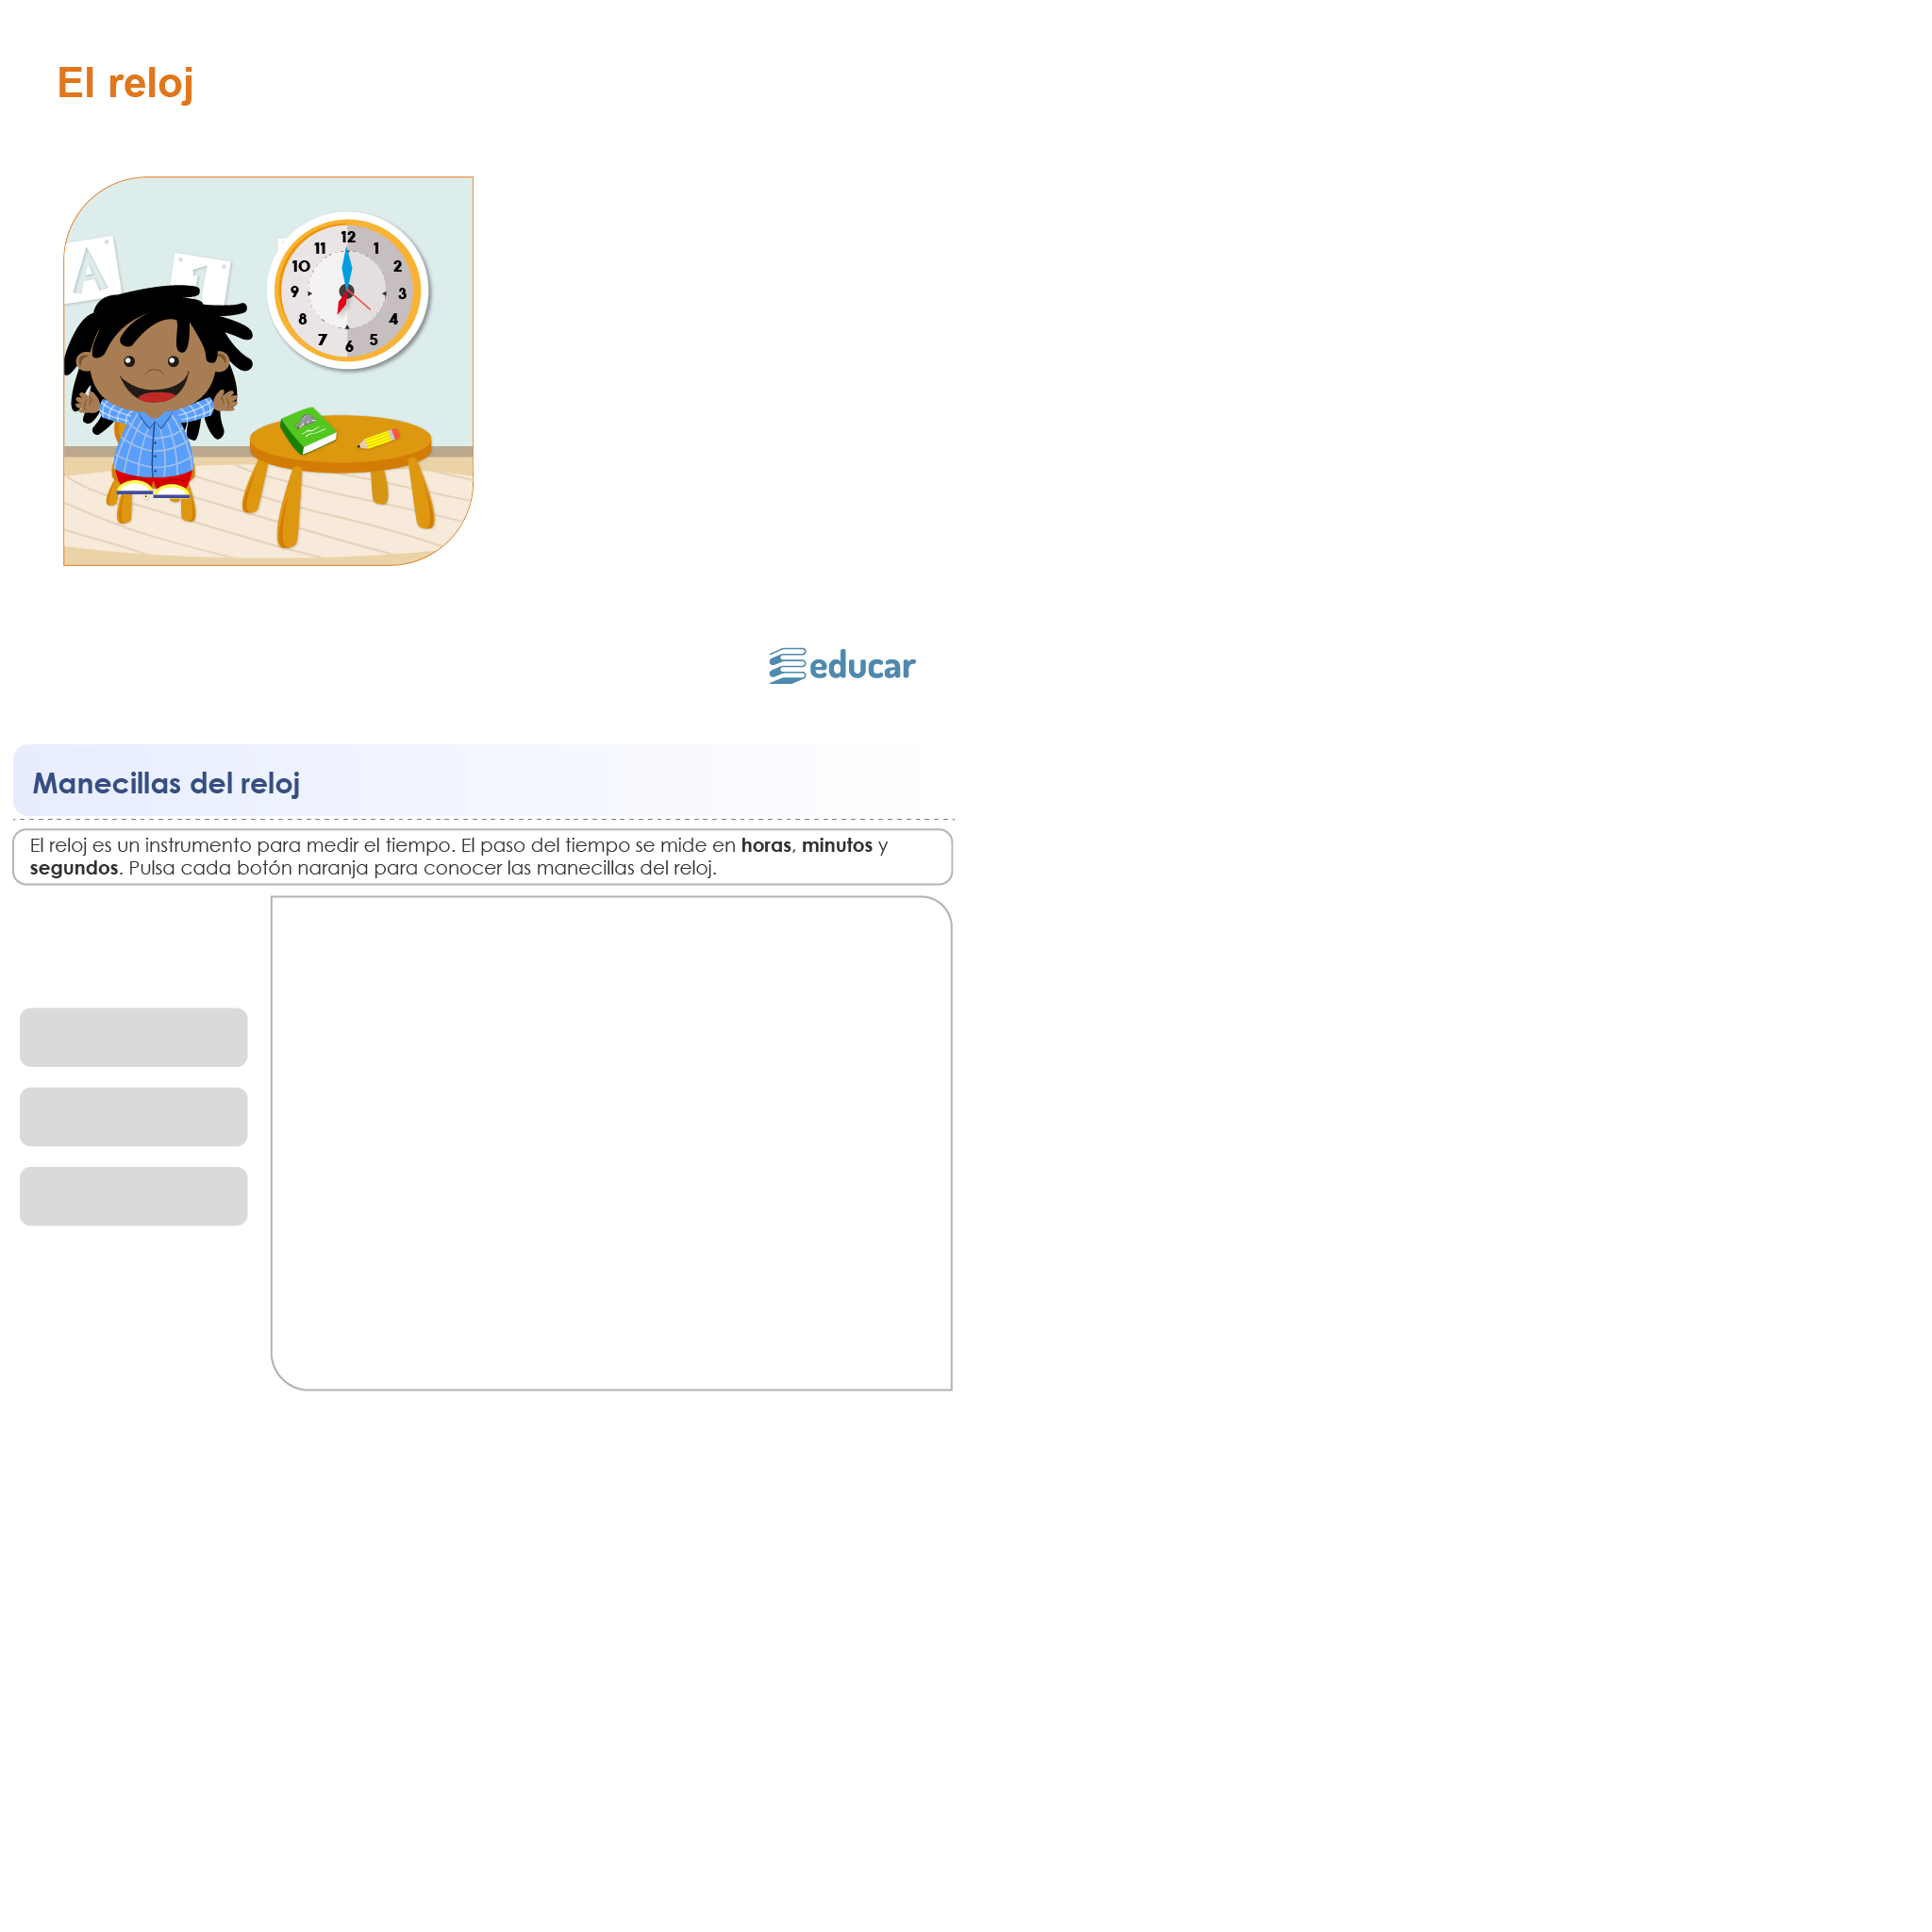 El reloj
A
1
12
11
1
10
2
9
3
8
4
7
5
6
educar
Manecillas del reloj
El reloj es un instrumento para medir el tiempo. El paso del tiempo se mide en horas, minutos y
segundos. Pulsa cada botón naranja para conocer las manecillas del reloj.